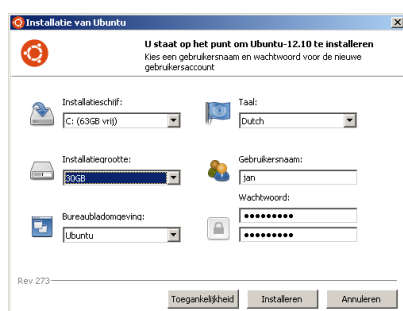 Installatie van Ubuntu
U staat op het punt om Ubuntu-12.10 te installeren
Kies een gebruikersnaam en wachtwoord voor de nieuwe
gebruikersaccount
Installatieschijf:
C: (63GB vrij)
Taal:
Dutch
Installatiegrootte:
30GB
Gebruikersnaam:
jan
Wachtwoord:
●●●●●●●●●
●●●●●●●●●
Bureaubladomgeving:
Ubuntu
Rev 273
Toegankelijkheid
Installeren
Annuleren